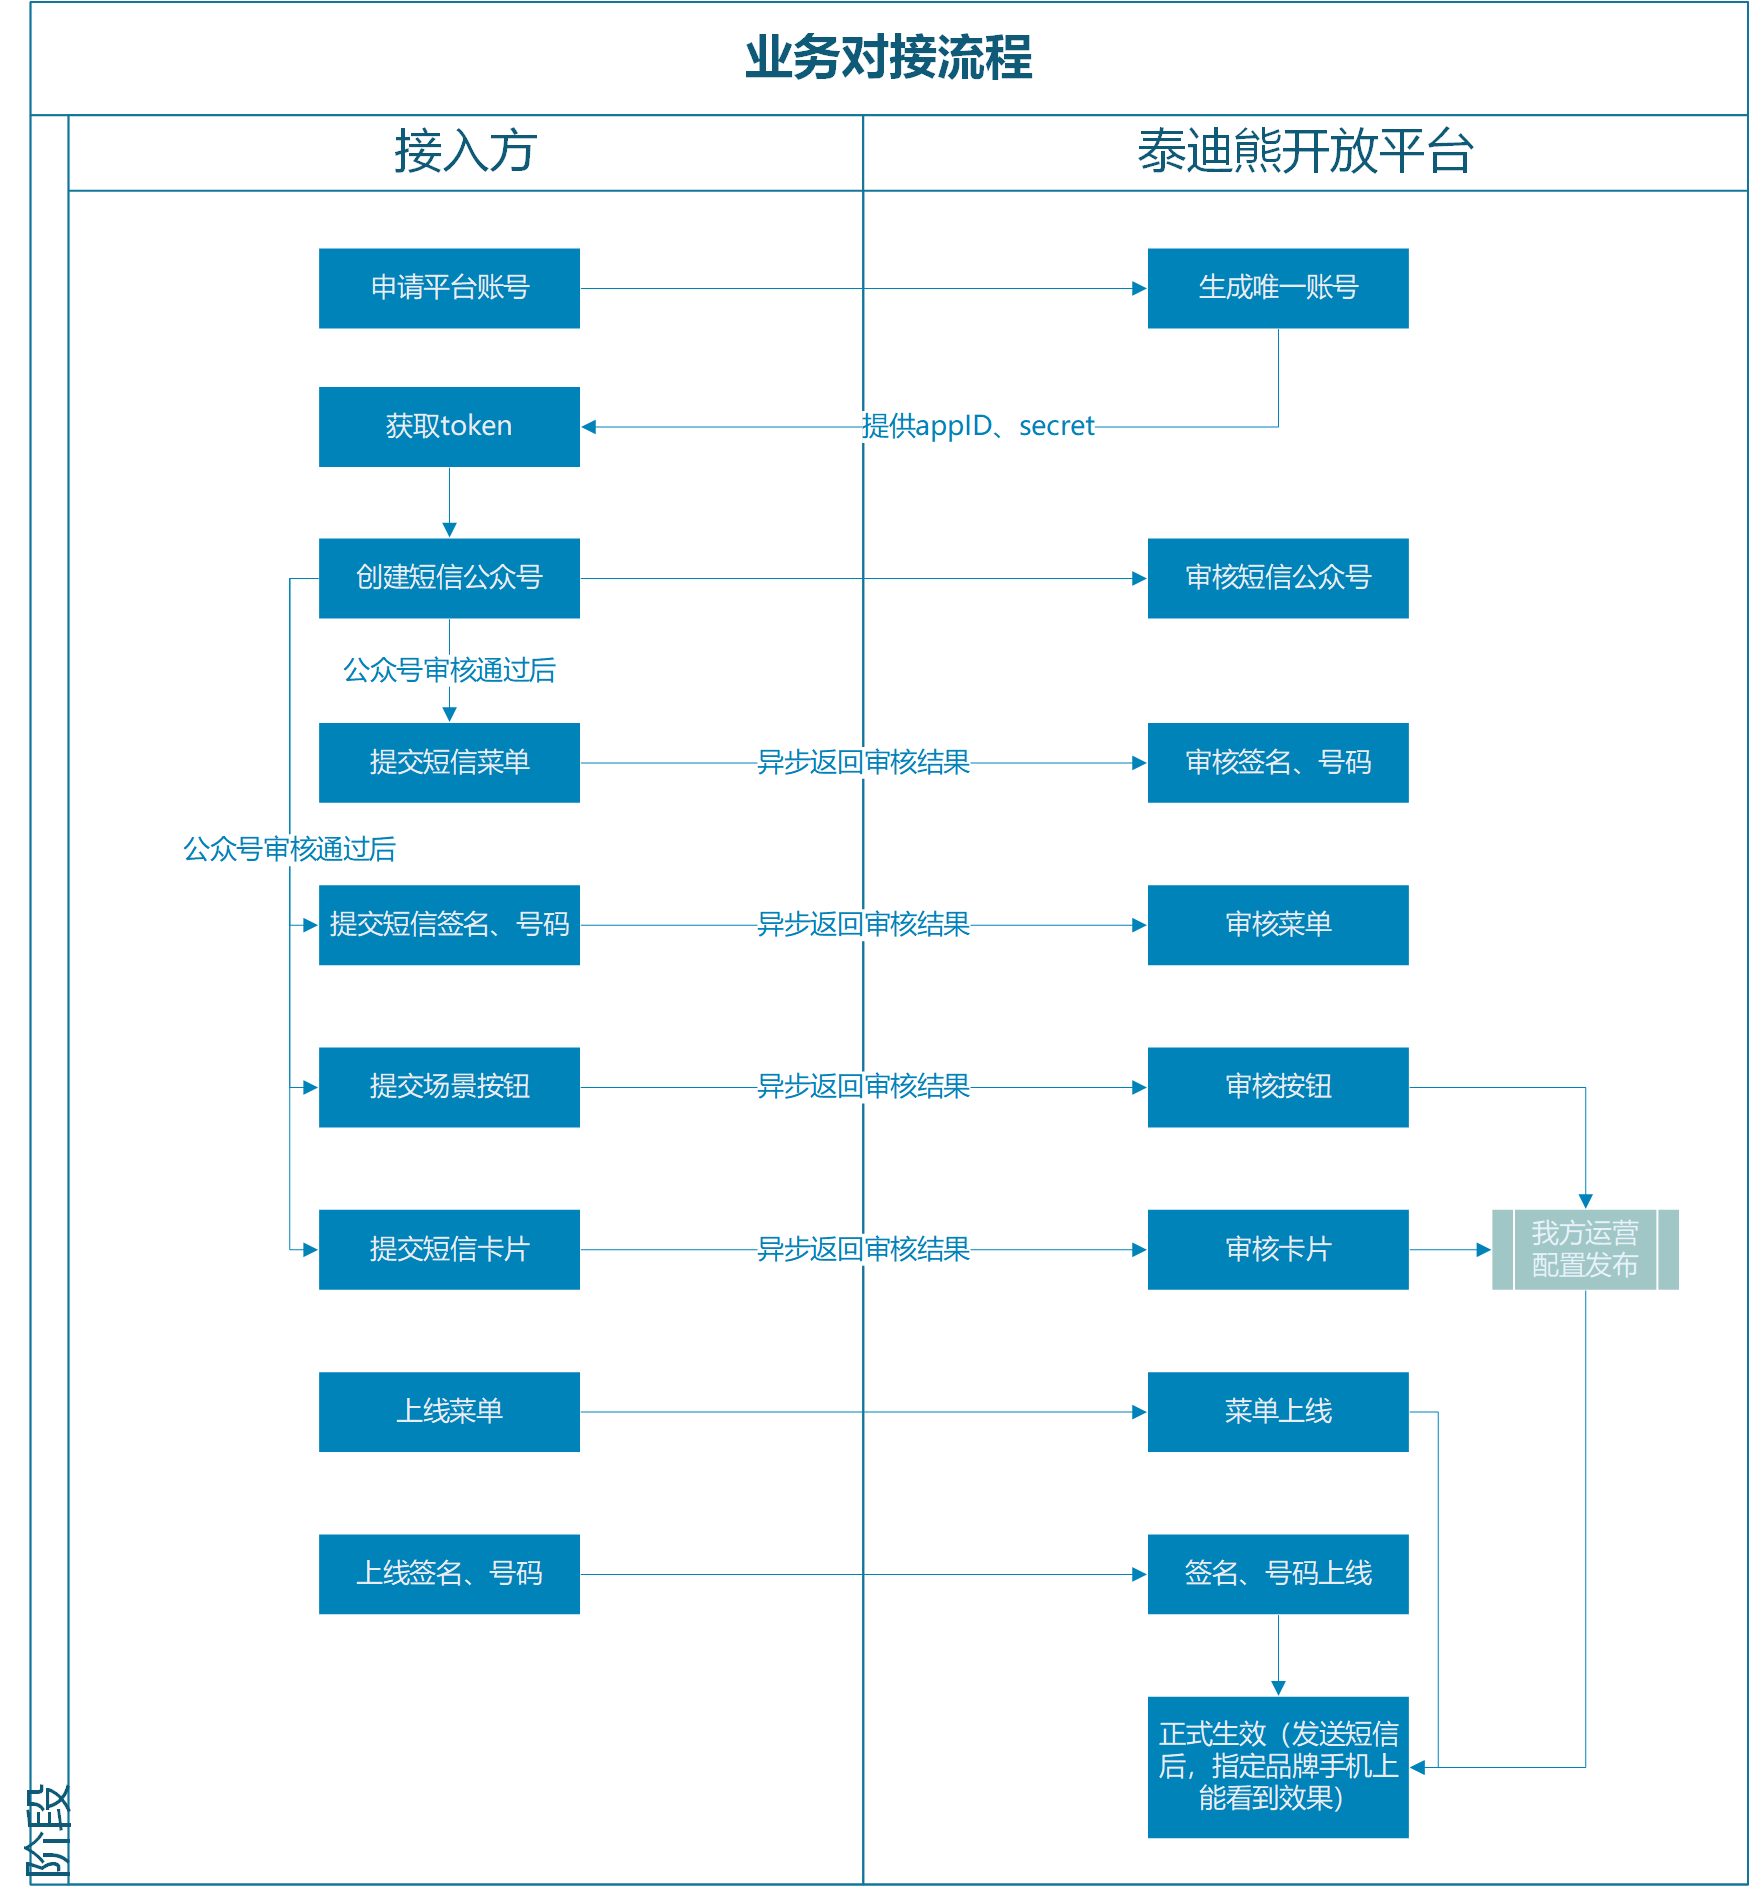 业务对接流程
接入方
泰迪熊开放平台
申请平台账号
生成唯一账号
获取token
提供appID、secret
创建短信公众号
审核短信公众号
公众号审核通过后
提交短信菜单
异步返回审核结果
审核签名、号码
公众号审核通过后
提交短信签名、号码
异步返回审核结果
审核菜单
提交场景按钮
异步返回审核结果
审核按钮
提交短信卡片
异步返回审核结果
审核卡片
我方运营
配置发布
上线菜单
菜单上线
上线签名、号码
签名、号码上线
正式生效（发送短信
后，指定品牌手机上
能看到效果）
阶段